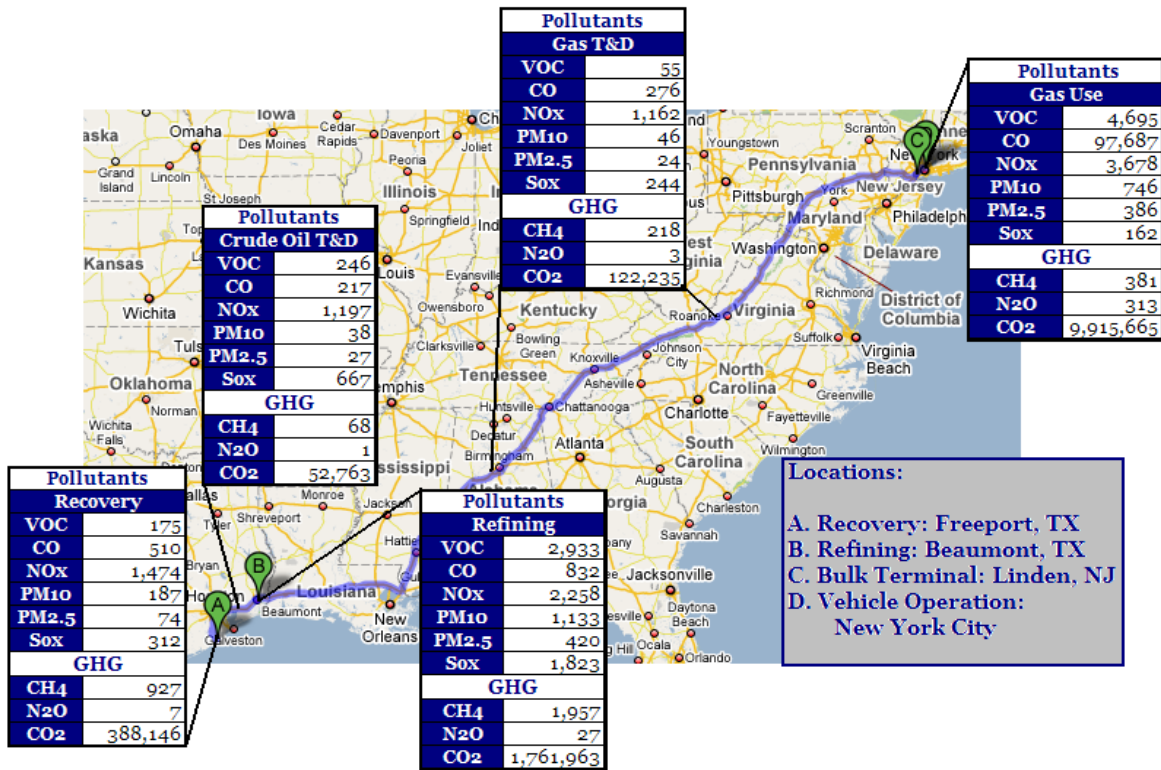 Pollutants
Gas T&D
VOC 55
CO 276
NOx 1,162
PM10 46
PM2.5 24
Sox 244
GHG
CH4 218
N2O 3
CO2 122,235
Pollutants
Gas Use
VOC 4,695
CO 97,687
NOx 3,678
PM10 746
PM2.5 386
Sox 162
GHG
CH4 381
N2O 313
CO2 9,915,665
Pollutants
Crude Oil T&D
VOC 246
CO 217
NOx 1,197
PM10 38
PM2.5 27
Sox 667
GHG
CH4 68
N2O 1
CO2 52,763
Pollutants
Recovery
VOC 175
CO 510
NOx 1,474
PM10 187
PM2.5 74
Sox 312
GHG
CH4 927
N2O 7
CO2 388,146
Pollutants
Refining
VOC 2,933
CO 832
NOx 2,258
PM10 1,133
PM2.5 420
Sox 1,823
GHG
CH4 1,957
N2O 27
CO2 1,761,963
Locations:
A. Recovery: Freeport, TX
B. Refining: Beaumont, TX
C. Bulk Terminal: Linden, NJ
D. Vehicle Operation:
New York City
A
B
C
Iowa
Omaha
Cedar
Rapids
Davenport
Des Moines
Joliet
Grand
Island
Lincoln
Peoria
St Joseph
Illinois
Springfield
Kansas
Wichita
Evansville
Owensboro
Kentucky
Bowling
Green
Clarksville
Oklahoma
Norman
Wichita
Falls
Tennessee
Knoxville
Johnson
City
Asheville
Chattanooga
Huntsville
Decatur
Birmingham
Atlanta
Roanoke
Virginia
Richmond
Suffolk
Virginia
Beach
District of
Columbia
North
Carolina
Greenville
Charlotte
Fayetteville
Wilmington
South
Carolina
Augusta
Charleston
Savannah
Jacksonville
Daytona
Beach
Ocala
Orlando
Youngstown
Scranton
Pennsylvania
Pittsburgh
York
New Jersey
Philadelph
Maryland
Washington
Delaware
Tyler
Shreveport
Monroe
Jackson
Bryan
Beaumont
Louisiana
New
Orleans
Galveston